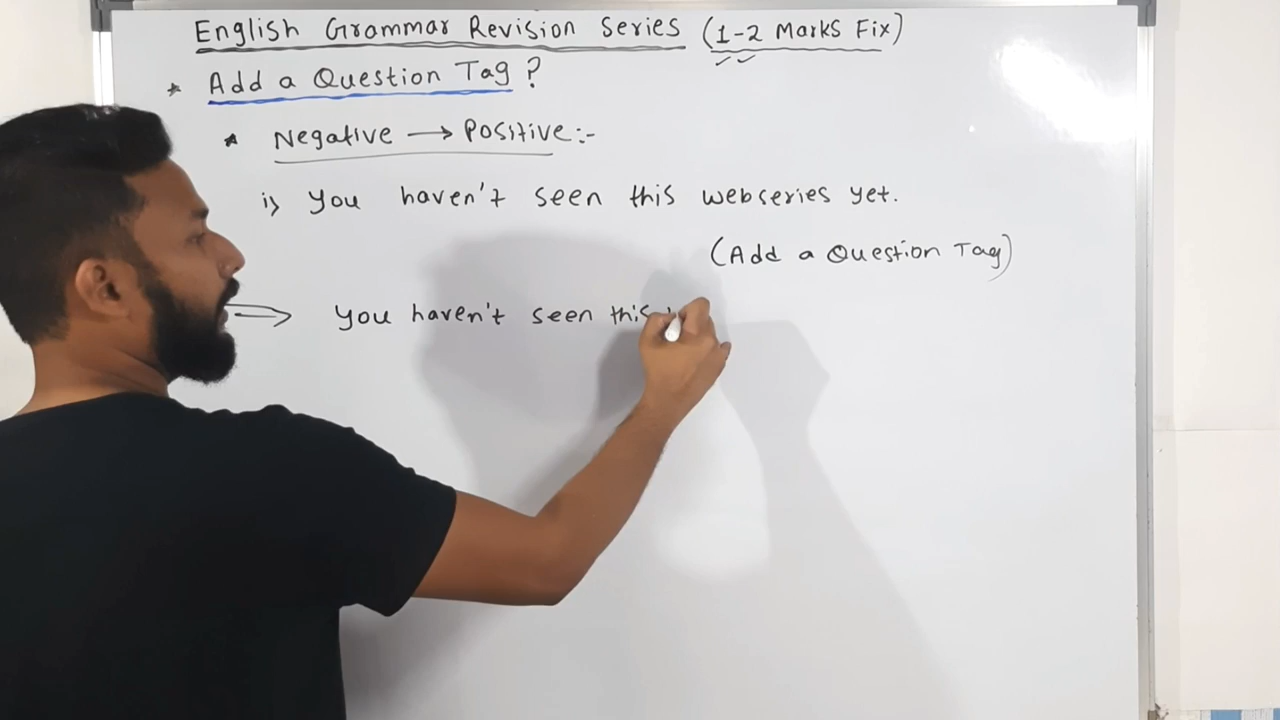 English Grammar Revision Series (1-2 Marks Fix)
* Add a Question Tag ?
* Negative → Positive:-
i> You haven't seen this webseries yet.
(Add a Question Tag)
⇒ You haven't seen this